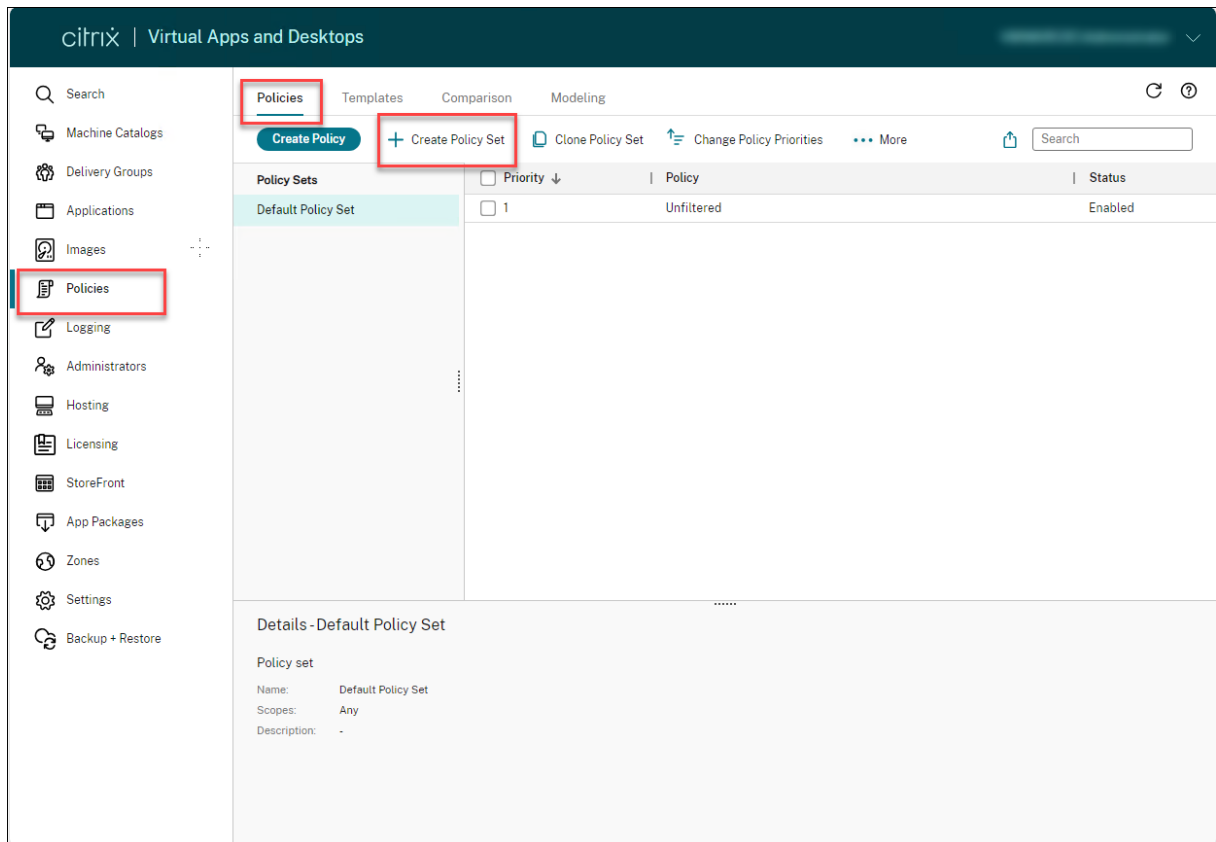 citrix | Virtual Apps and Desktops
Search
Machine Catalogs
Delivery Groups
Applications
Images
Policies
Logging
Administrators
Hosting
Licensing
StoreFront
App Packages
Zones
Settings
Backup + Restore
Policies Templates Comparison Modeling
Create Policy Create Policy Set Clone Policy Set Change Policy Priorities More Search
Policy Sets
Default Policy Set
Priority Policy Status
1 Unfiltered Enabled
Details - Default Policy Set
Policy set
Name: Default Policy Set
Scopes: Any
Description: -